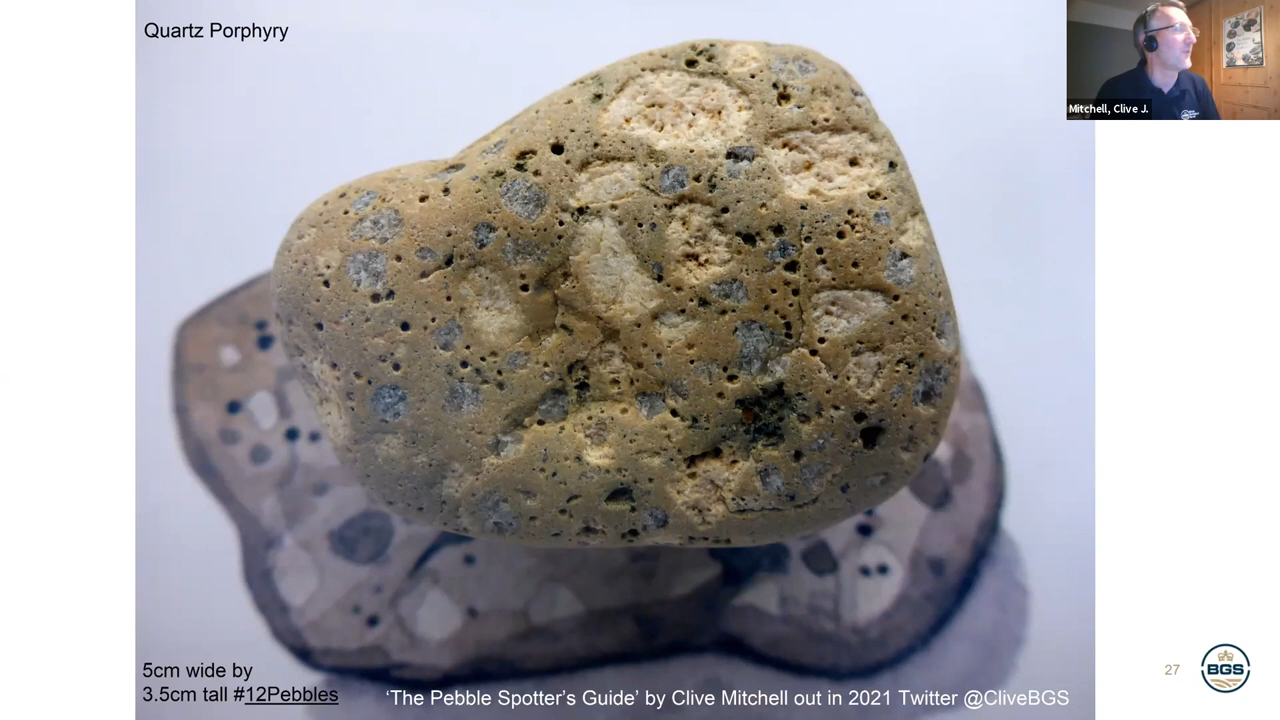 Quartz Porphyry
Mitchell, Clive J.
5cm wide by
3.5cm tall #12Pebbles
‘The Pebble Spotter’s Guide’ by Clive Mitchell out in 2021 Twitter @CliveBGS
27
BGS